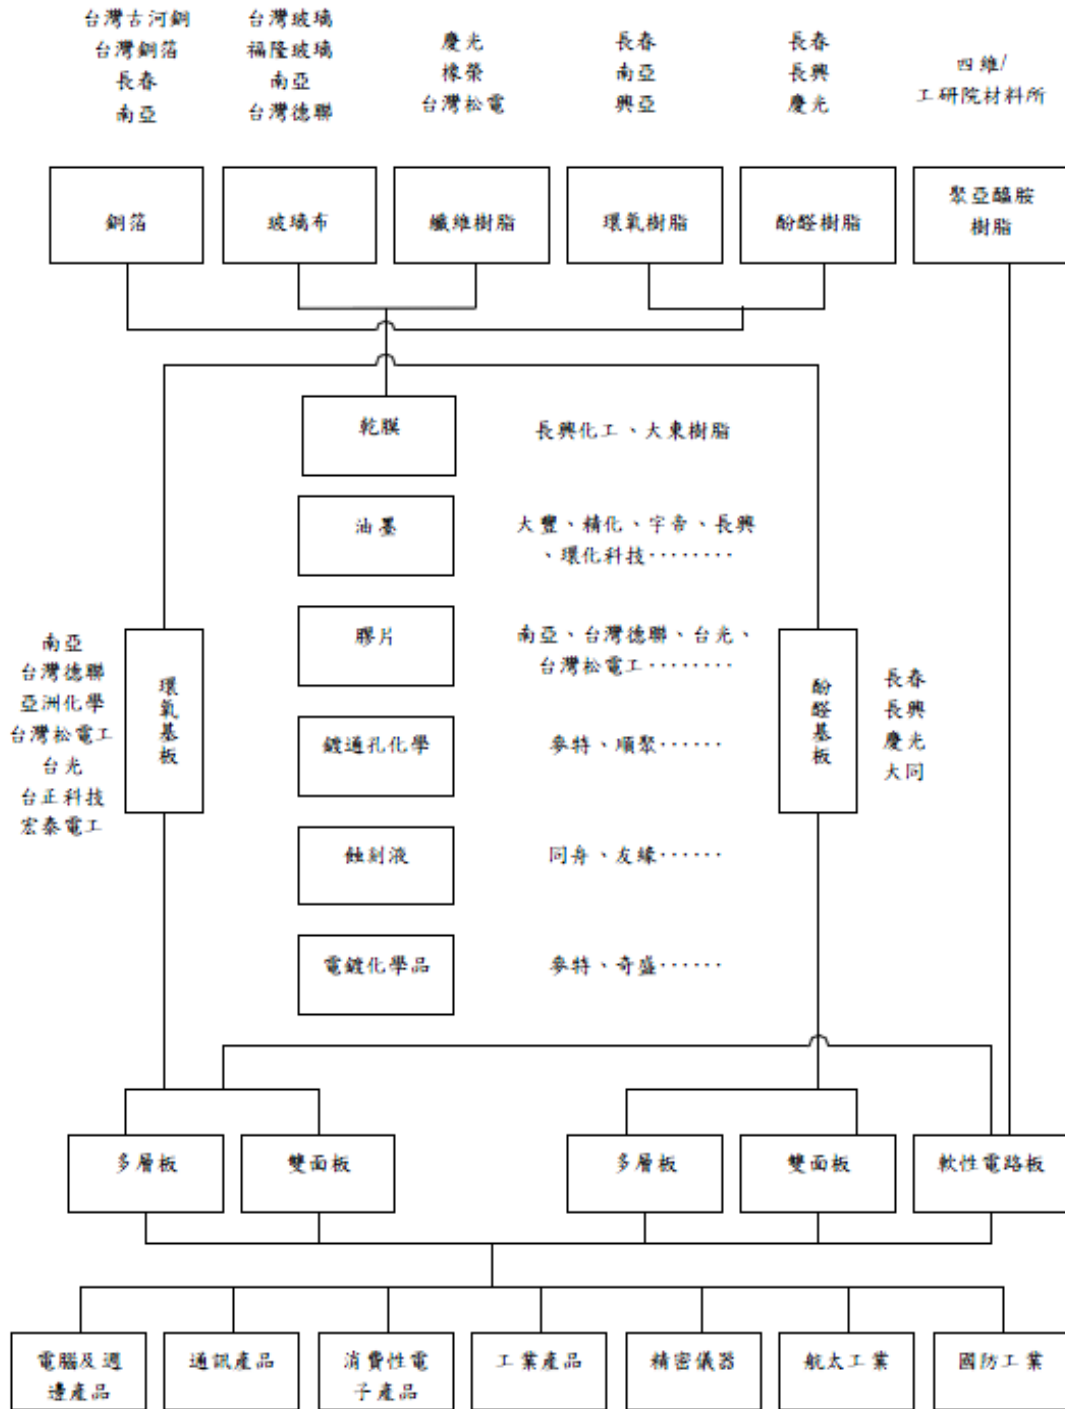 台灣古河銅
台灣銅箔
長春
南亞
台灣玻璃
福隆玻璃
南亞
台灣德聯
慶光
橡榮
台灣松電
長春
南亞
興亞
長春
長興
慶光
四維/
工研院材料所
銅箔
玻璃布
纖維樹脂
環氧樹脂
酚醛樹脂
聚亞醯胺
樹脂
乾膜
長興化工、大東樹脂
油墨
大豐、精化、宇帝、長興
、環化科技‧‧‧‧‧‧‧‧
膠片
南亞、台灣德聯、台光、
台灣松電工‧‧‧‧‧‧‧‧
鍍通孔化學
麥特、順聚‧‧‧‧‧‧
蝕刻液
同舟、友緣‧‧‧‧‧‧
電鍍化學品
麥特、奇盛‧‧‧‧‧‧
南亞
台灣德聯
亞洲化學
台灣松電工
台光
台正科技
宏泰電工
環氧基板
酚醛基板
長春
長興
慶光
大同
多層板
雙面板
多層板
雙面板
軟性電路板
電腦及週
邊產品
通訊產品
消費性電
子產品
工業產品
精密儀器
航太工業
國防工業